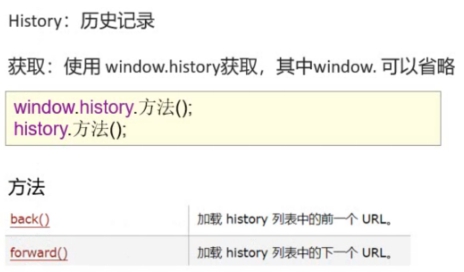 History：历史记录
获取：使用 window.history获取，其中window. 可以省略
window.history.方法();
history.方法();
方法
back() 加载 history 列表中的前一个 URL。
forward() 加载 history 列表中的下一个 URL。